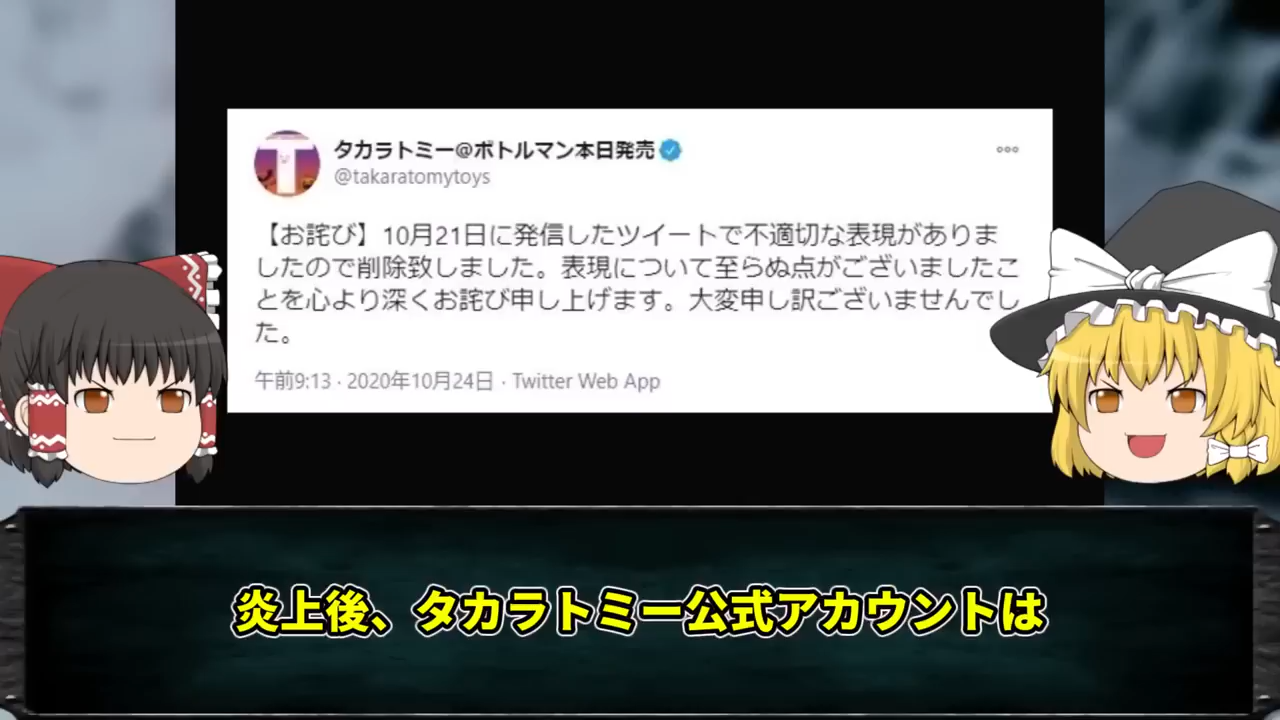 タカラトミー@ボトルマン本日発売
@takaratomytoys
【お詫び】10月21日に発信したツイートで不適切な表現がありま
したので削除致しました。表現について至らぬ点がございましたこ
とを心より深くお詫び申し上げます。大変申し訳ございませんでし
た。
午前9:13 · 2020年10月24日 · Twitter Web App
炎上後、タカラトミー公式アカウントは